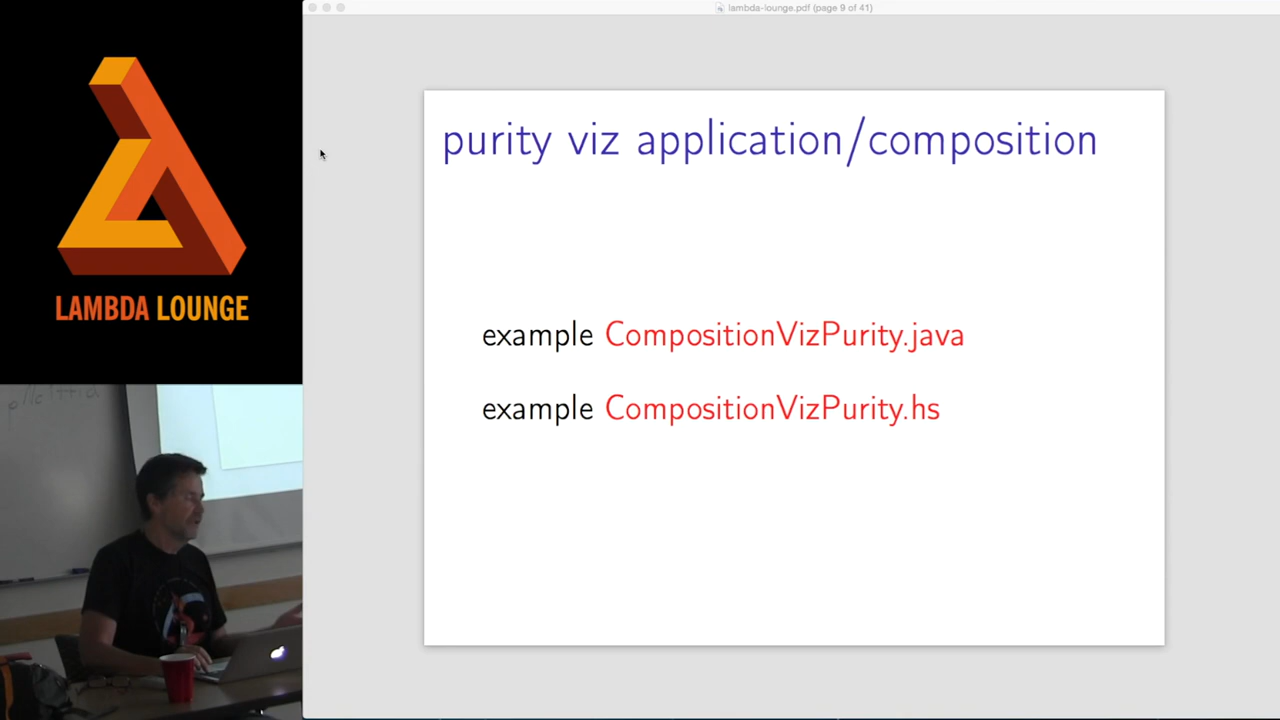 lambda-lounge.pdf (page 9 of 41)
LAMBDA LOUNGE
purity viz application/composition
example CompositionVizPurity.java
example CompositionVizPurity.hs